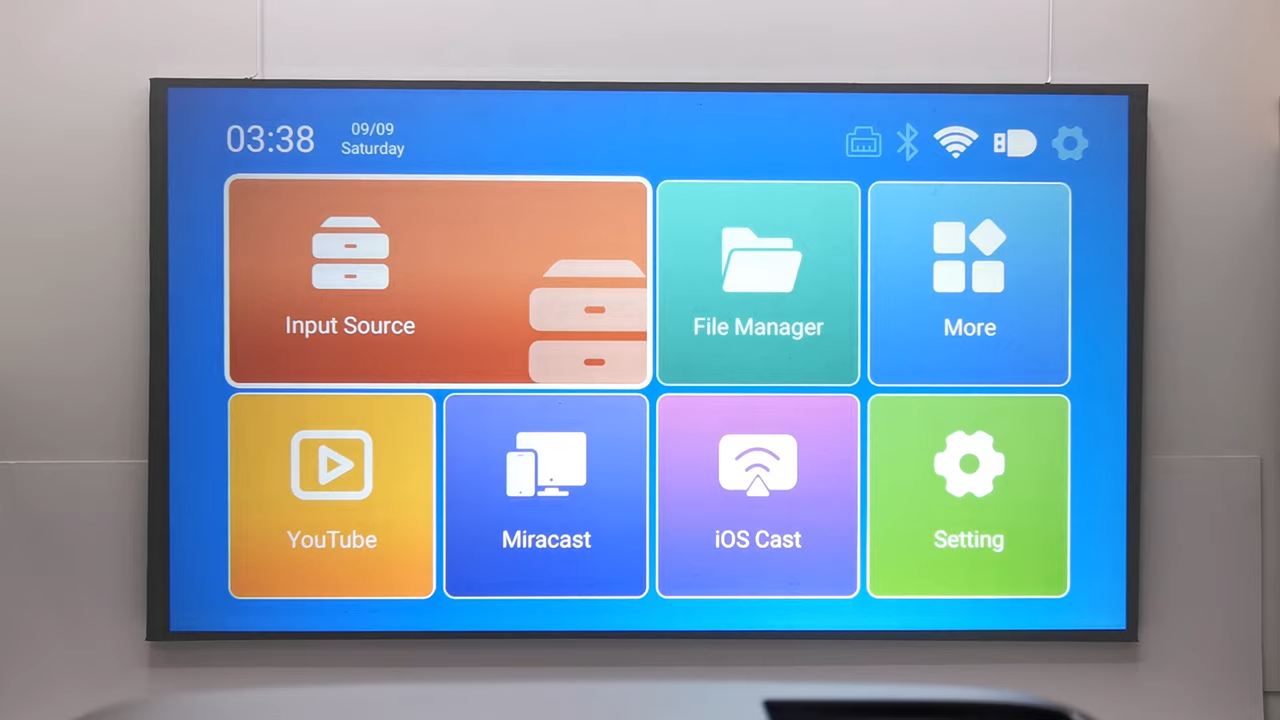 03:38
09/09
Saturday
Input Source
File Manager
More
YouTube
Miracast
iOS Cast
Setting